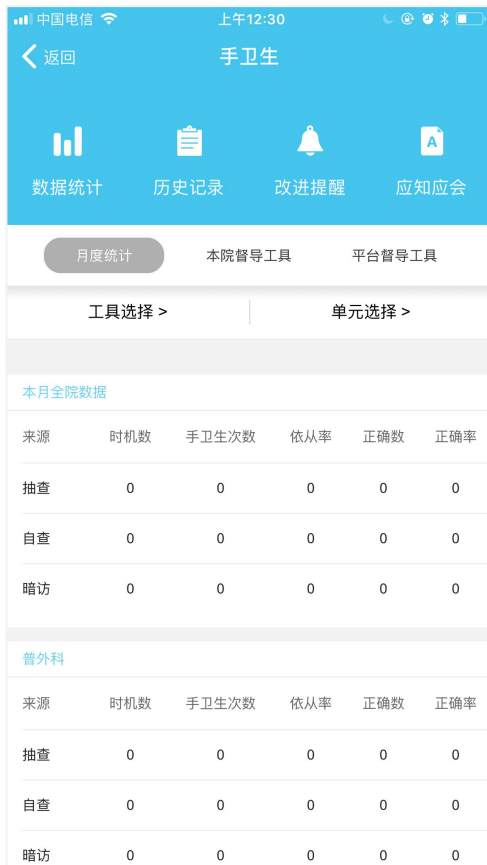 中国电信 上午12:30
返回 手卫生
A
数据统计 历史记录 改进提醒 应知应会
月度统计 本院督导工具 平台督导工具
工具选择 > 单元选择 >
本月全院数据
来源 时机数 手卫生次数 依从率 正确数 正确率
抽查 0 0 0 0 0
自查 0 0 0 0 0
暗访 0 0 0 0 0
普外科
来源 时机数 手卫生次数 依从率 正确数 正确率
抽查 0 0 0 0 0
自查 0 0 0 0 0
暗访 0 0 0 0 0